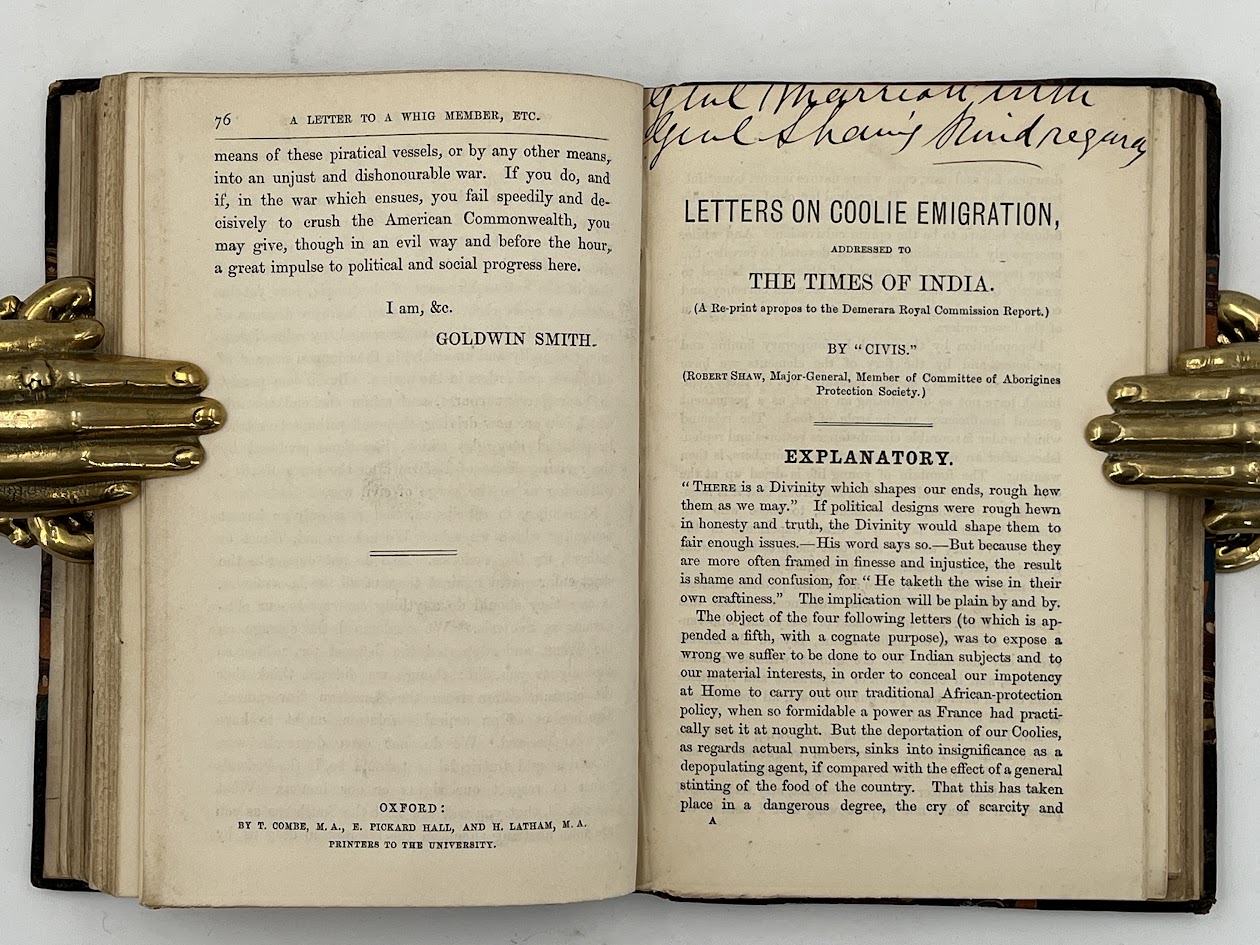 76 A LETTER TO A WHIG MEMBER, ETC.
means of these piratical vessels, or by any other means,
into an unjust and dishonourable war. If you do, and
if, in the war which ensues, you fail speedily and de-
cisively to crush the American Commonwealth, you
may give, though in an evil way and before the hour,
a great impulse to political and social progress here.
I am, &c.
GOLDWIN SMITH.
OXFORD:
BY T. COMBE, M.A., E. PICKARD HALL, AND H. LATHAM, M.A.
PRINTERS TO THE UNIVERSITY.
Genl Marriott with
Genl Shaw's kind regards
LETTERS ON COOLIE EMIGRATION,
ADDRESSED TO
THE TIMES OF INDIA.
(A Re-print apropos to the Demerara Royal Commission Report.)
BY "CIVIS."
(ROBERT SHAW, Major-General, Member of Committee of Aborigines
Protection Society.)
EXPLANATORY.
"THERE is a Divinity which shapes our ends, rough hew
them as we may." If political designs were rough hewn
in honesty and truth, the Divinity would shape them to
fair enough issues.—His word says so.—But because they
are more often framed in finesse and injustice, the result
is shame and confusion, for "He taketh the wise in their
own craftiness." The implication will be plain by and by.
The object of the four following letters (to which is ap-
pended a fifth, with a cognate purpose), was to expose a
wrong we suffer to be done to our Indian subjects and to
our material interests, in order to conceal our impotency
at Home to carry out our traditional African-protection
policy, when so formidable a power as France had practi-
cally set it at nought. But the deportation of our Coolies,
as regards actual numbers, sinks into insignificance as a
depopulating agent, if compared with the effect of a general
stinting of the food of the country. That this has taken
place in a dangerous degree, the cry of scarcity and
A